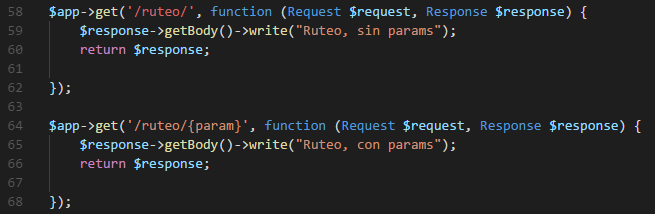 58 $app->get('/ruteo/', function (Request $request, Response $response) {
59     $response->getBody()->write("Ruteo, sin params");
60     return $response;
61
62 });
63
64 $app->get('/ruteo/{param}', function (Request $request, Response $response) {
65     $response->getBody()->write("Ruteo, con params");
66     return $response;
67
68 });